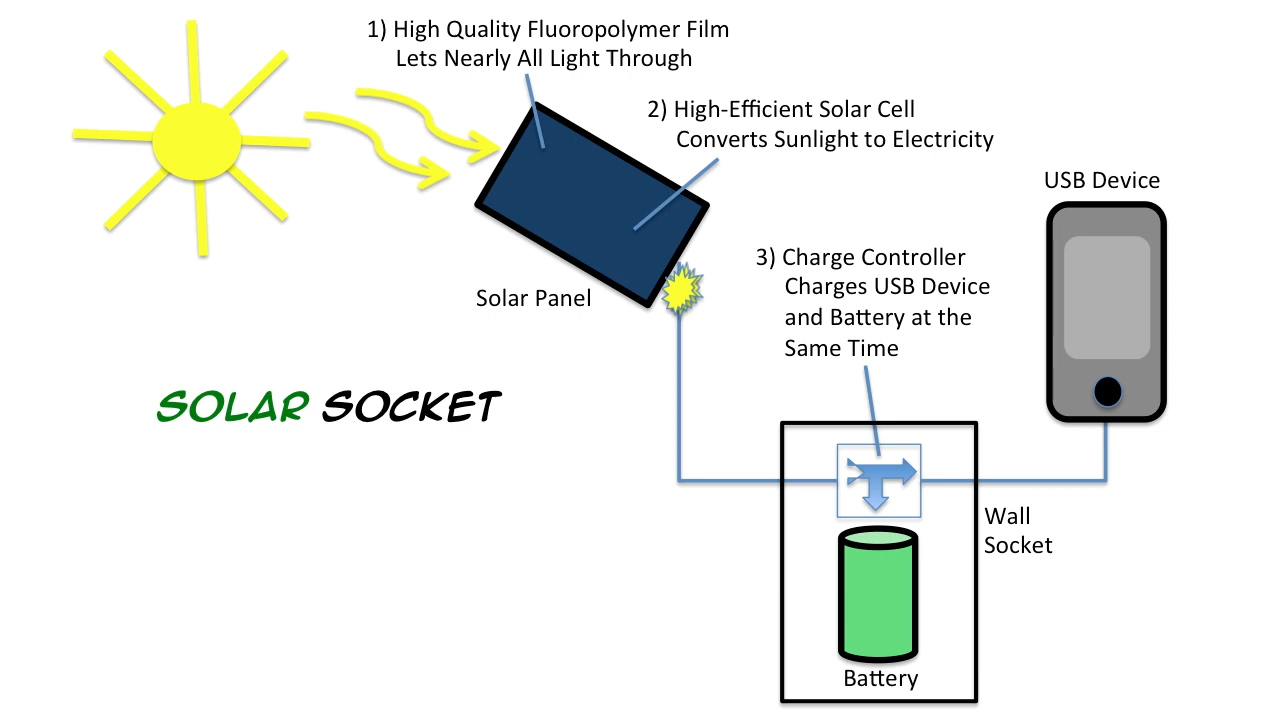 1) High Quality Fluoropolymer Film
Lets Nearly All Light Through
2) High-Efficient Solar Cell
Converts Sunlight to Electricity
USB Device
3) Charge Controller
Charges USB Device
and Battery at the
Same Time
Solar Panel
SOLAR SOCKET
Wall
Socket
Battery